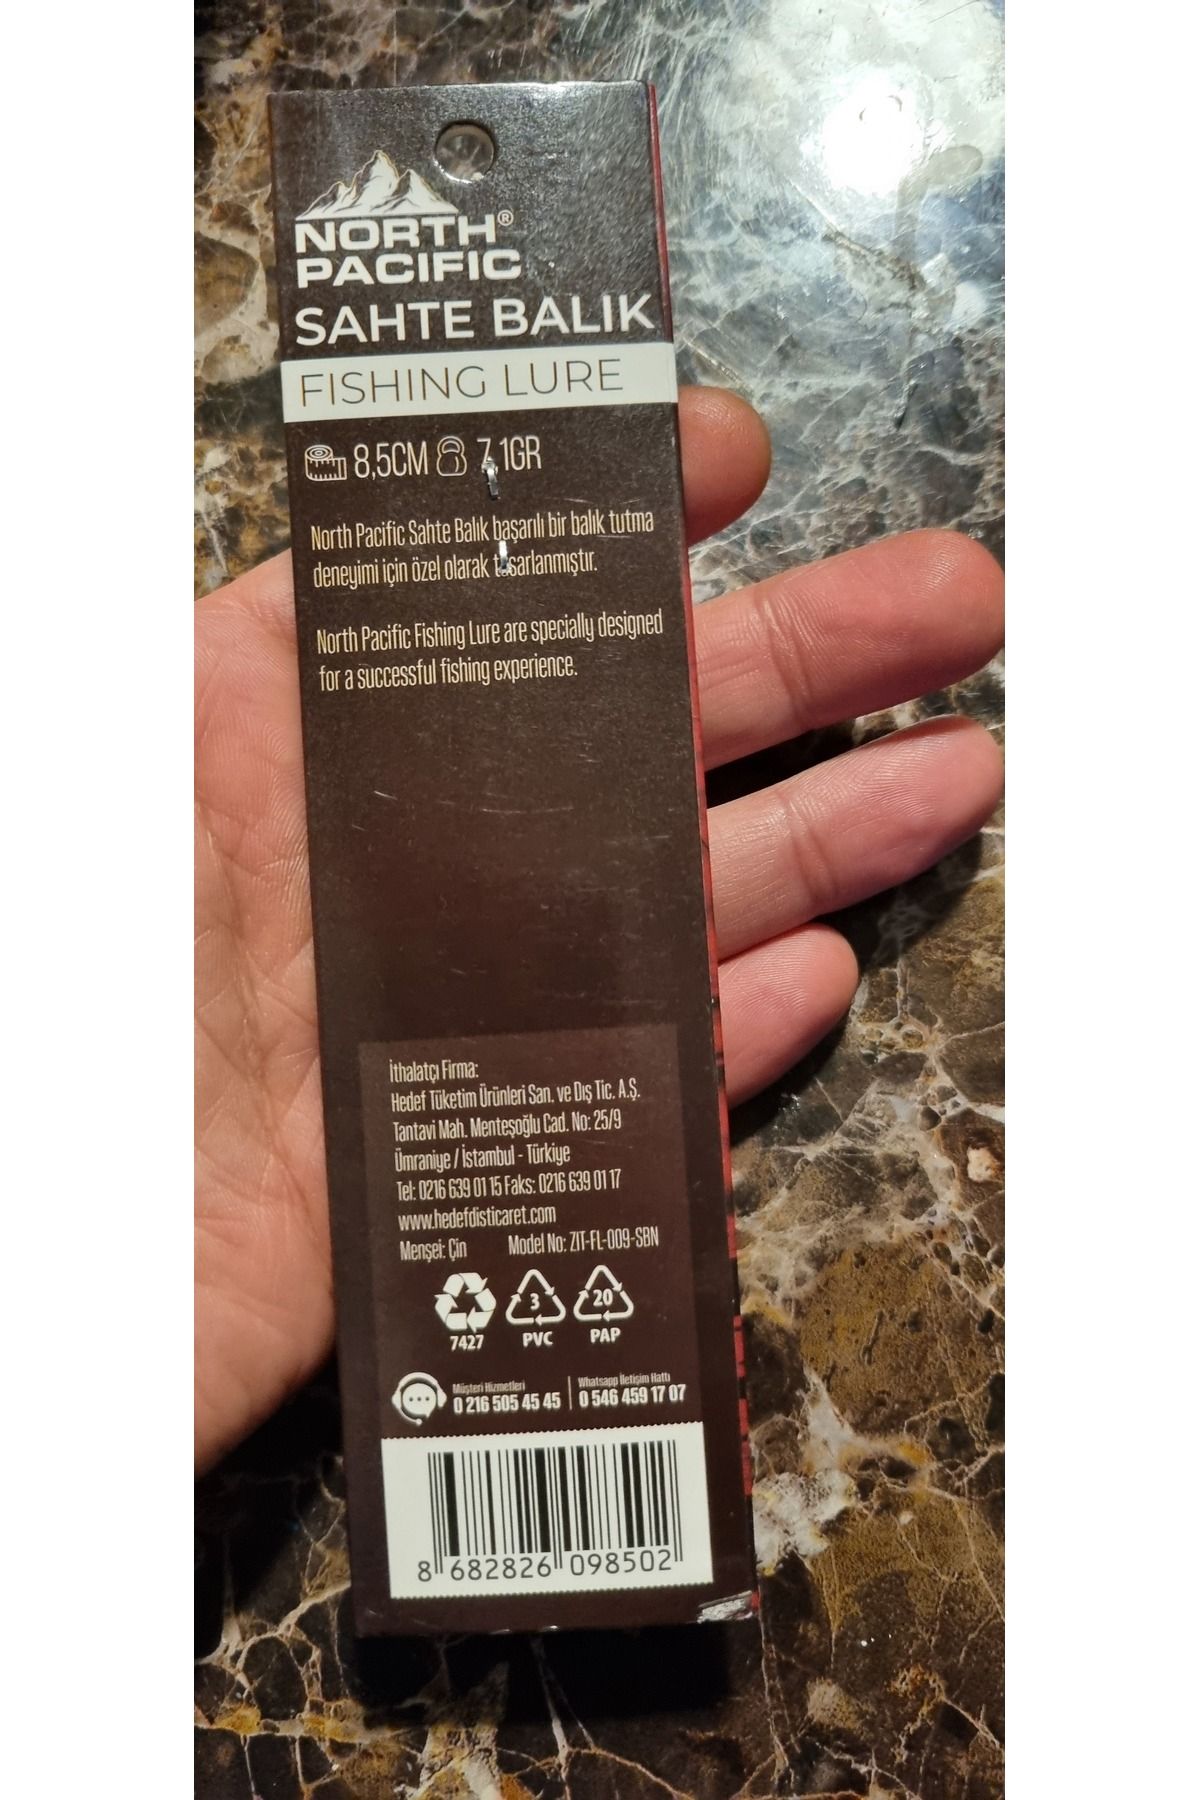 NORTH®
PACIFIC
SAHTE BALIK
FISHING LURE
8,5CM 7,1GR
North Pacific Sahte Balık başarılı bir balık tutma
deneyimi için özel olarak tasarlanmıştır.
North Pacific Fishing Lure are specially designed
for a successful fishing experience.
İthalatçı Firma:
Hedef Tüketim Ürünleri San. ve Dış Tic. A.Ş.
Tantavi Mah. Menteşoğlu Cad. No: 25/9
Ümraniye / İstambul - Türkiye
Tel: 0216 639 01 15 Faks: 0216 639 01 17
www.hedefdisticaret.com
Menşei: Çin Model No: ZIT-FL-009-SBN
3 20
7427 PVC PAP
Müşteri Hizmetleri Whatsapp İletişim Hattı
0 216 505 45 45 0 546 459 17 07
8 682826 098502